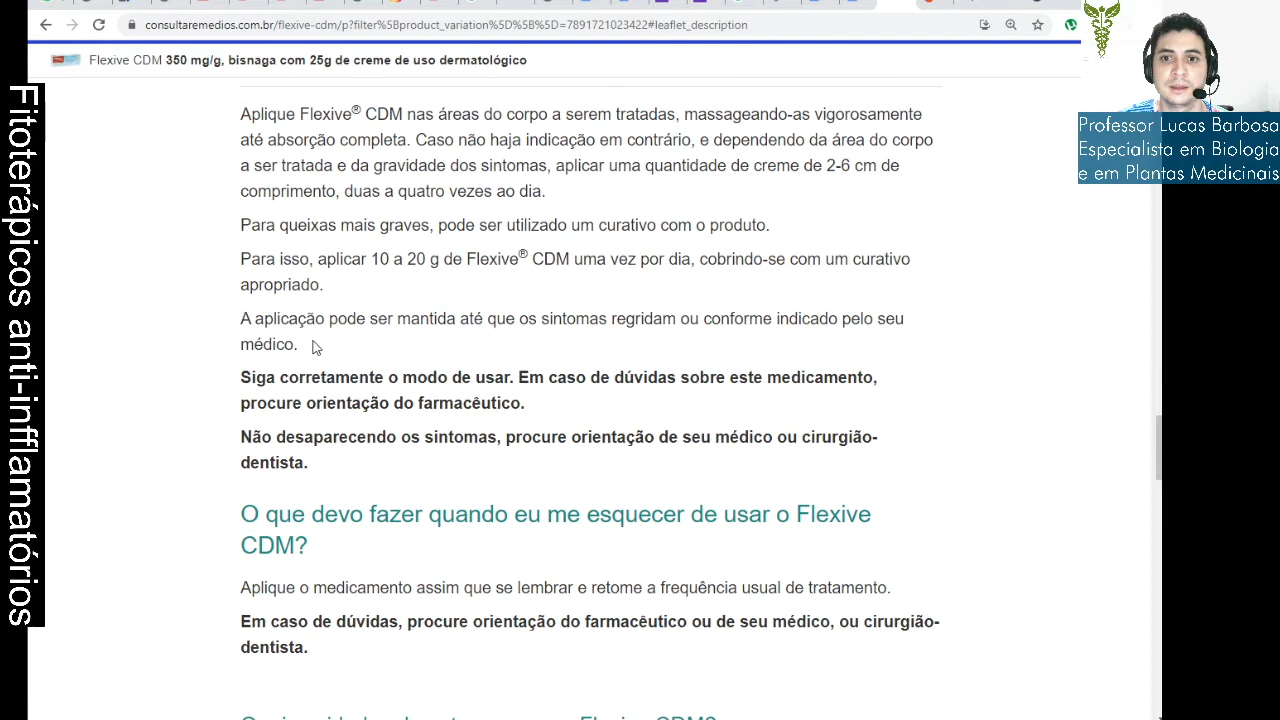 consultaremedios.com.br/flexive-cdm/p?filter%5Bproduct_variation%5D%5B%5D=7891721023422#leaflet_description
Flexive CDM 350 mg/g, bisnaga com 25g de creme de uso dermatológico
Aplique Flexive® CDM nas áreas do corpo a serem tratadas, massageando-as vigorosamente
até absorção completa. Caso não haja indicação em contrário, e dependendo da área do corpo
a ser tratada e da gravidade dos sintomas, aplicar uma quantidade de creme de 2-6 cm de
comprimento, duas a quatro vezes ao dia.
Para queixas mais graves, pode ser utilizado um curativo com o produto.
Para isso, aplicar 10 a 20 g de Flexive® CDM uma vez por dia, cobrindo-se com um curativo
apropriado.
A aplicação pode ser mantida até que os sintomas regridam ou conforme indicado pelo seu
médico.
Siga corretamente o modo de usar. Em caso de dúvidas sobre este medicamento,
procure orientação do farmacêutico.
Não desaparecendo os sintomas, procure orientação de seu médico ou cirurgião-
dentista.
O que devo fazer quando eu me esquecer de usar o Flexive
CDM?
Aplique o medicamento assim que se lembrar e retome a frequência usual de tratamento.
Em caso de dúvidas, procure orientação do farmacêutico ou de seu médico, ou cirurgião-
dentista.
Professor Lucas Barbosa
Especialista em Biologia
e em Plantas Medicinais
Fitoterápicos anti-infflamatórios